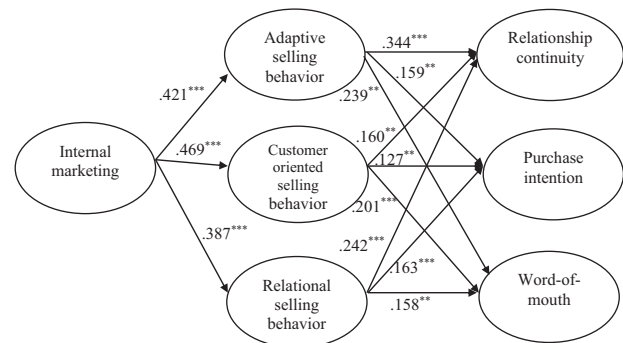 Adaptive
selling
behavior
.344***
Relationship
continuity
.159**
.239**
.421***
Internal
marketing
.469***
Customer
oriented selling
behavior
.160**
.127**
.201***
Purchase
intention
.387***
.242***
Relational
selling
behavior
.163***
.158**
Word-of-
mouth